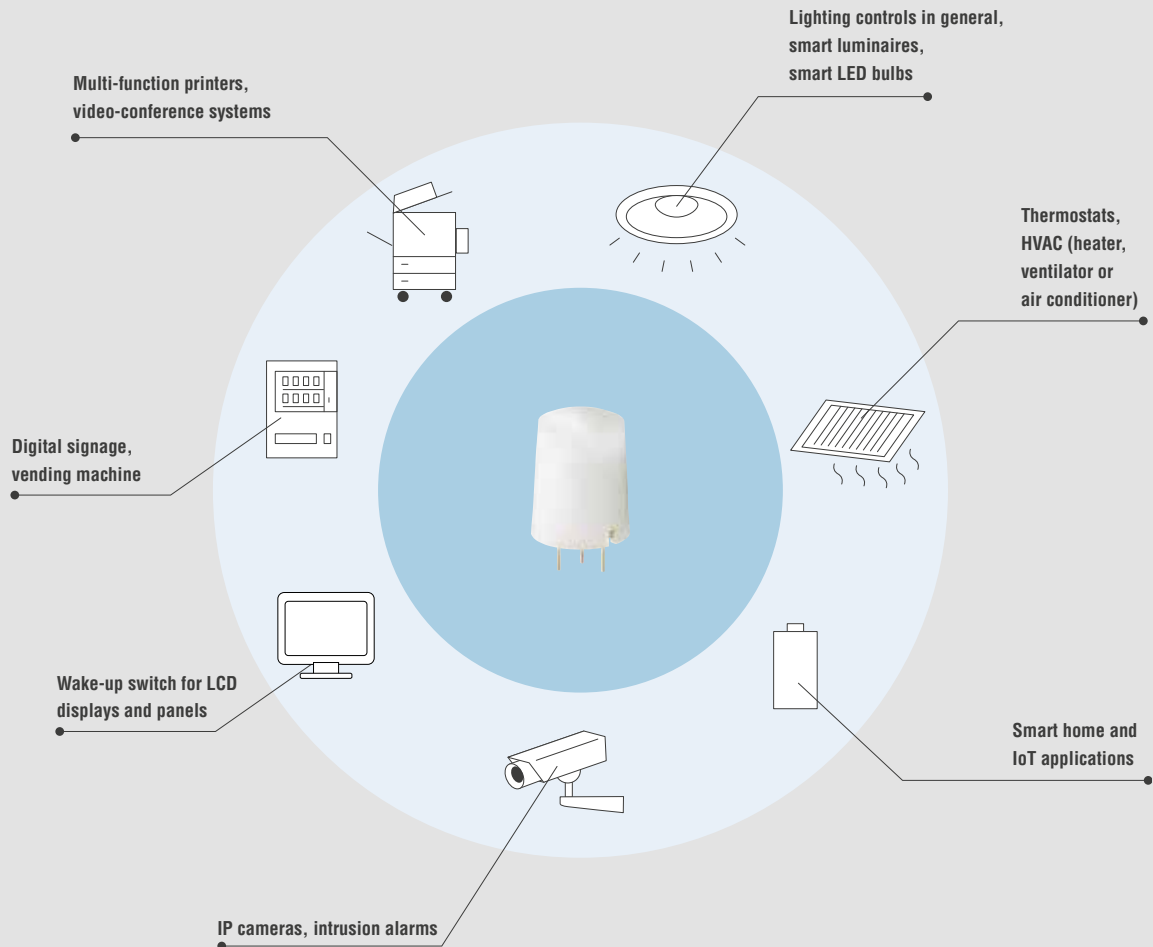 Lighting controls in general,
smart luminaires,
smart LED bulbs
Multi-function printers,
video-conference systems
Thermostats,
HVAC (heater,
ventilator or
air conditioner)
Digital signage,
vending machine
Wake-up switch for LCD
displays and panels
Smart home and
IoT applications
IP cameras, intrusion alarms